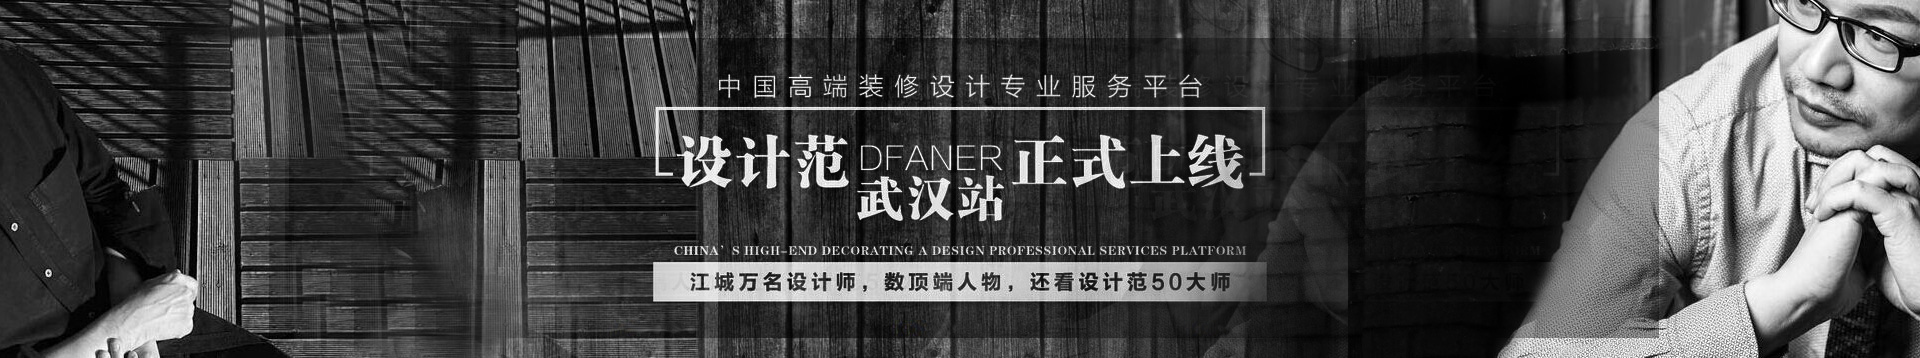 中国高端装修设计专业服务平台
设计范 DFANER 正式上线
武汉站
CHINA'S HIGH-END DECORATING A DESIGN PROFESSIONAL SERVICES PLATFORM
江城万名设计师，数顶端人物，还看设计范50大师